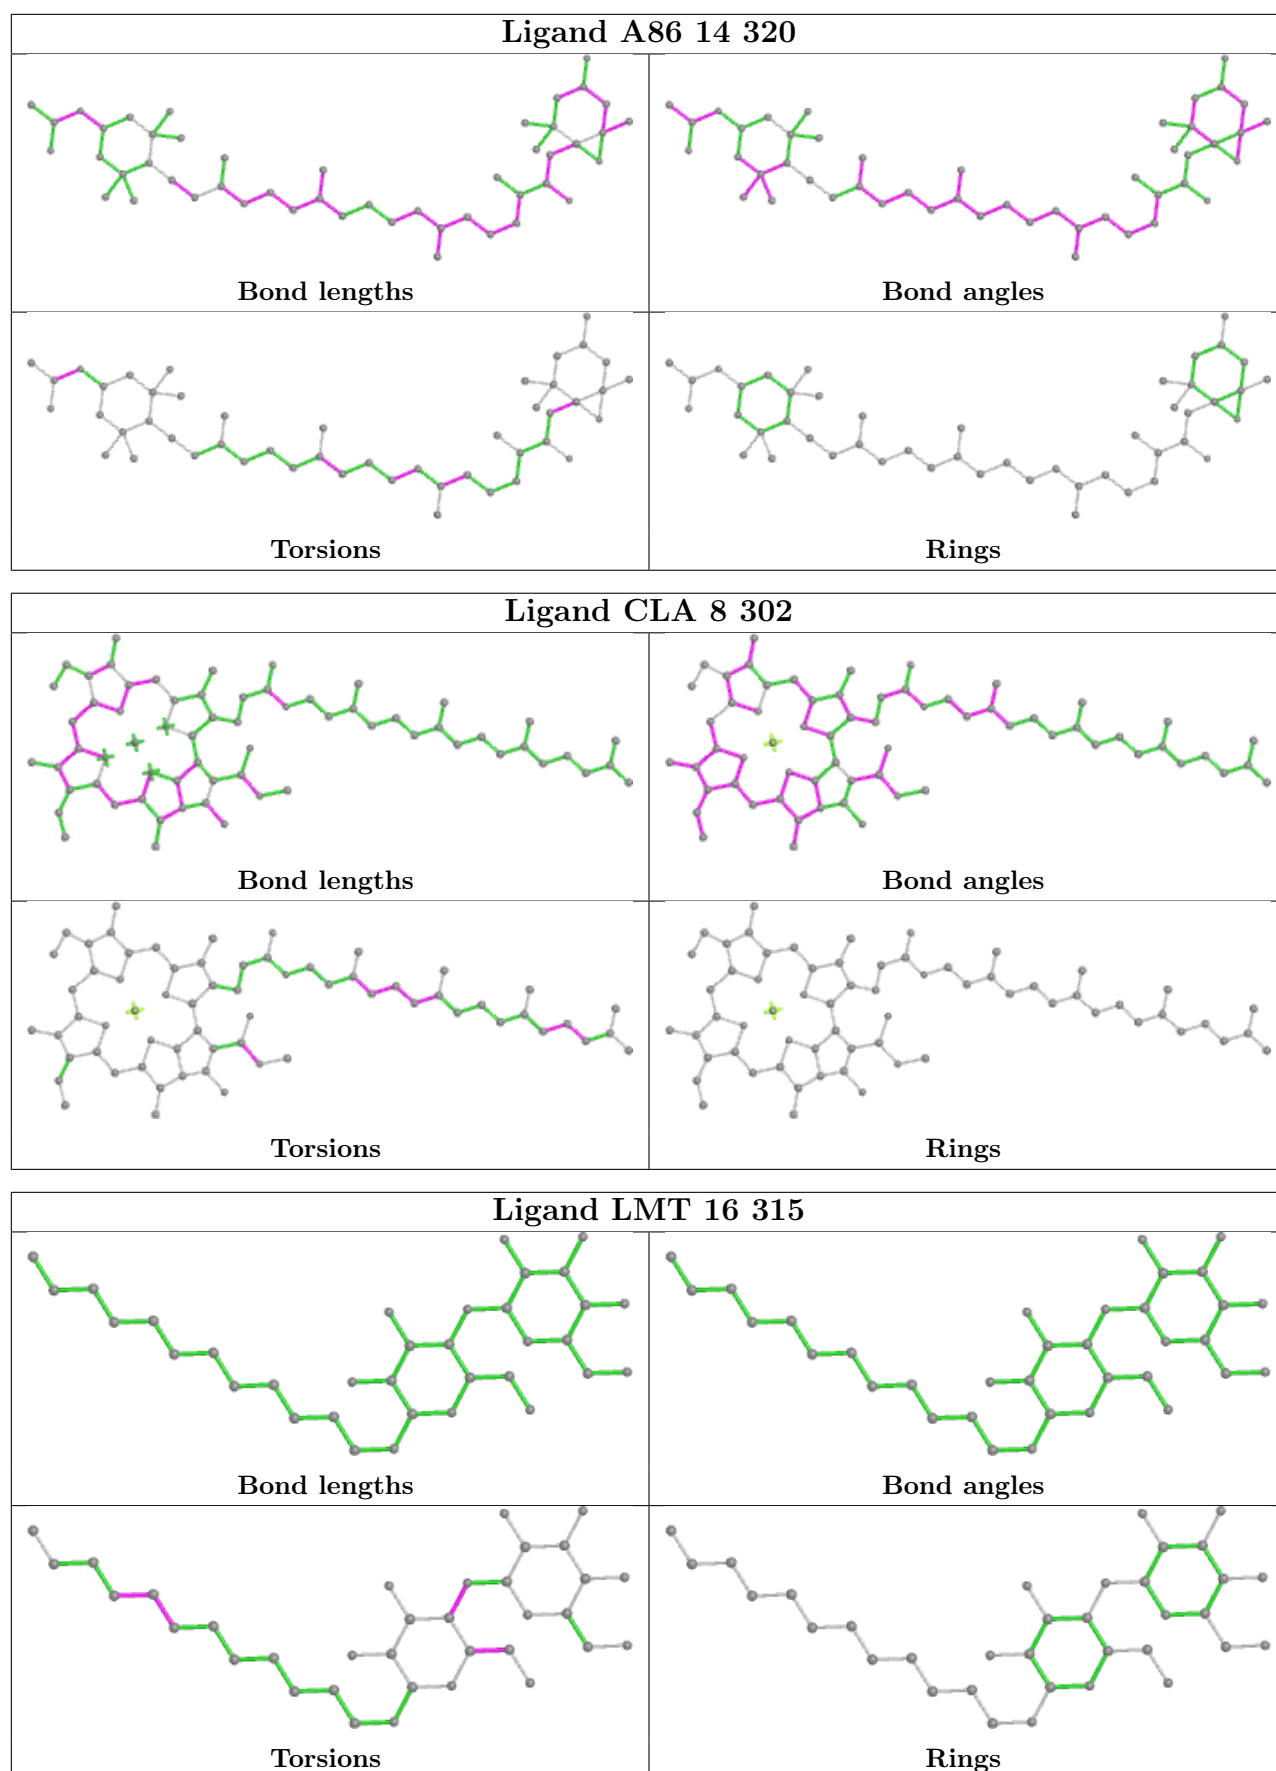 Ligand A86 14 320
Bond lengths
Bond angles
Torsions
Rings
Ligand CLA 8 302
Bond lengths
Bond angles
Torsions
Rings
Ligand LMT 16 315
Bond lengths
Bond angles
Torsions
Rings